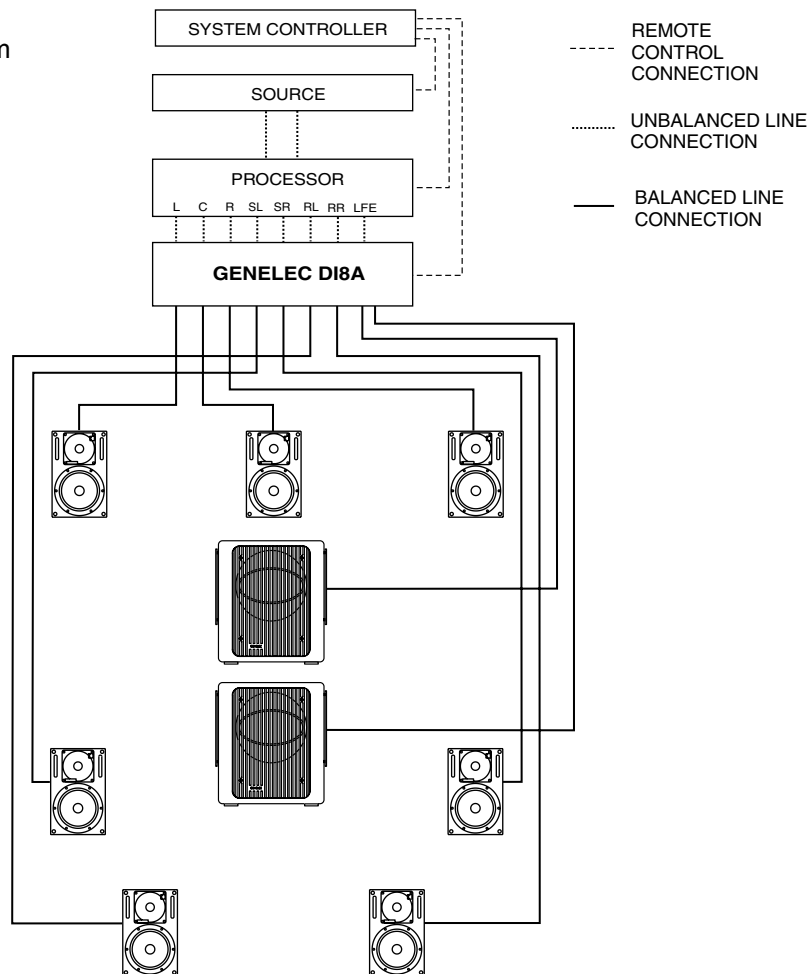 SYSTEM CONTROLLER
SOURCE
PROCESSOR
L C R SL SR RL RR LFE
GENELEC DI8A
REMOTE
CONTROL
CONNECTION
UNBALANCED LINE
CONNECTION
BALANCED LINE
CONNECTION